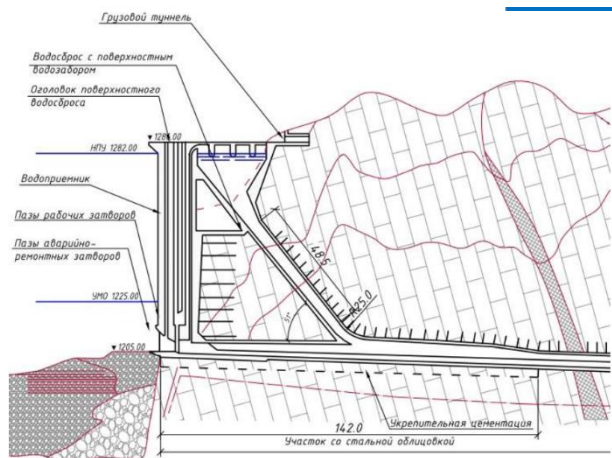 Грузовой туннель
Водосброс с поверхностным
водозабором
Оголовок поверхностного
водосброса
1286.00
НПУ 1282.00
Водоприемник
Пазы рабочих затворов
Пазы аварийно-
ремонтных затворов
48.5
R25.0
51°
УМО 1225.00
1205.00
Укрепительная цементация
142.0
Участок со стальной облицовкой